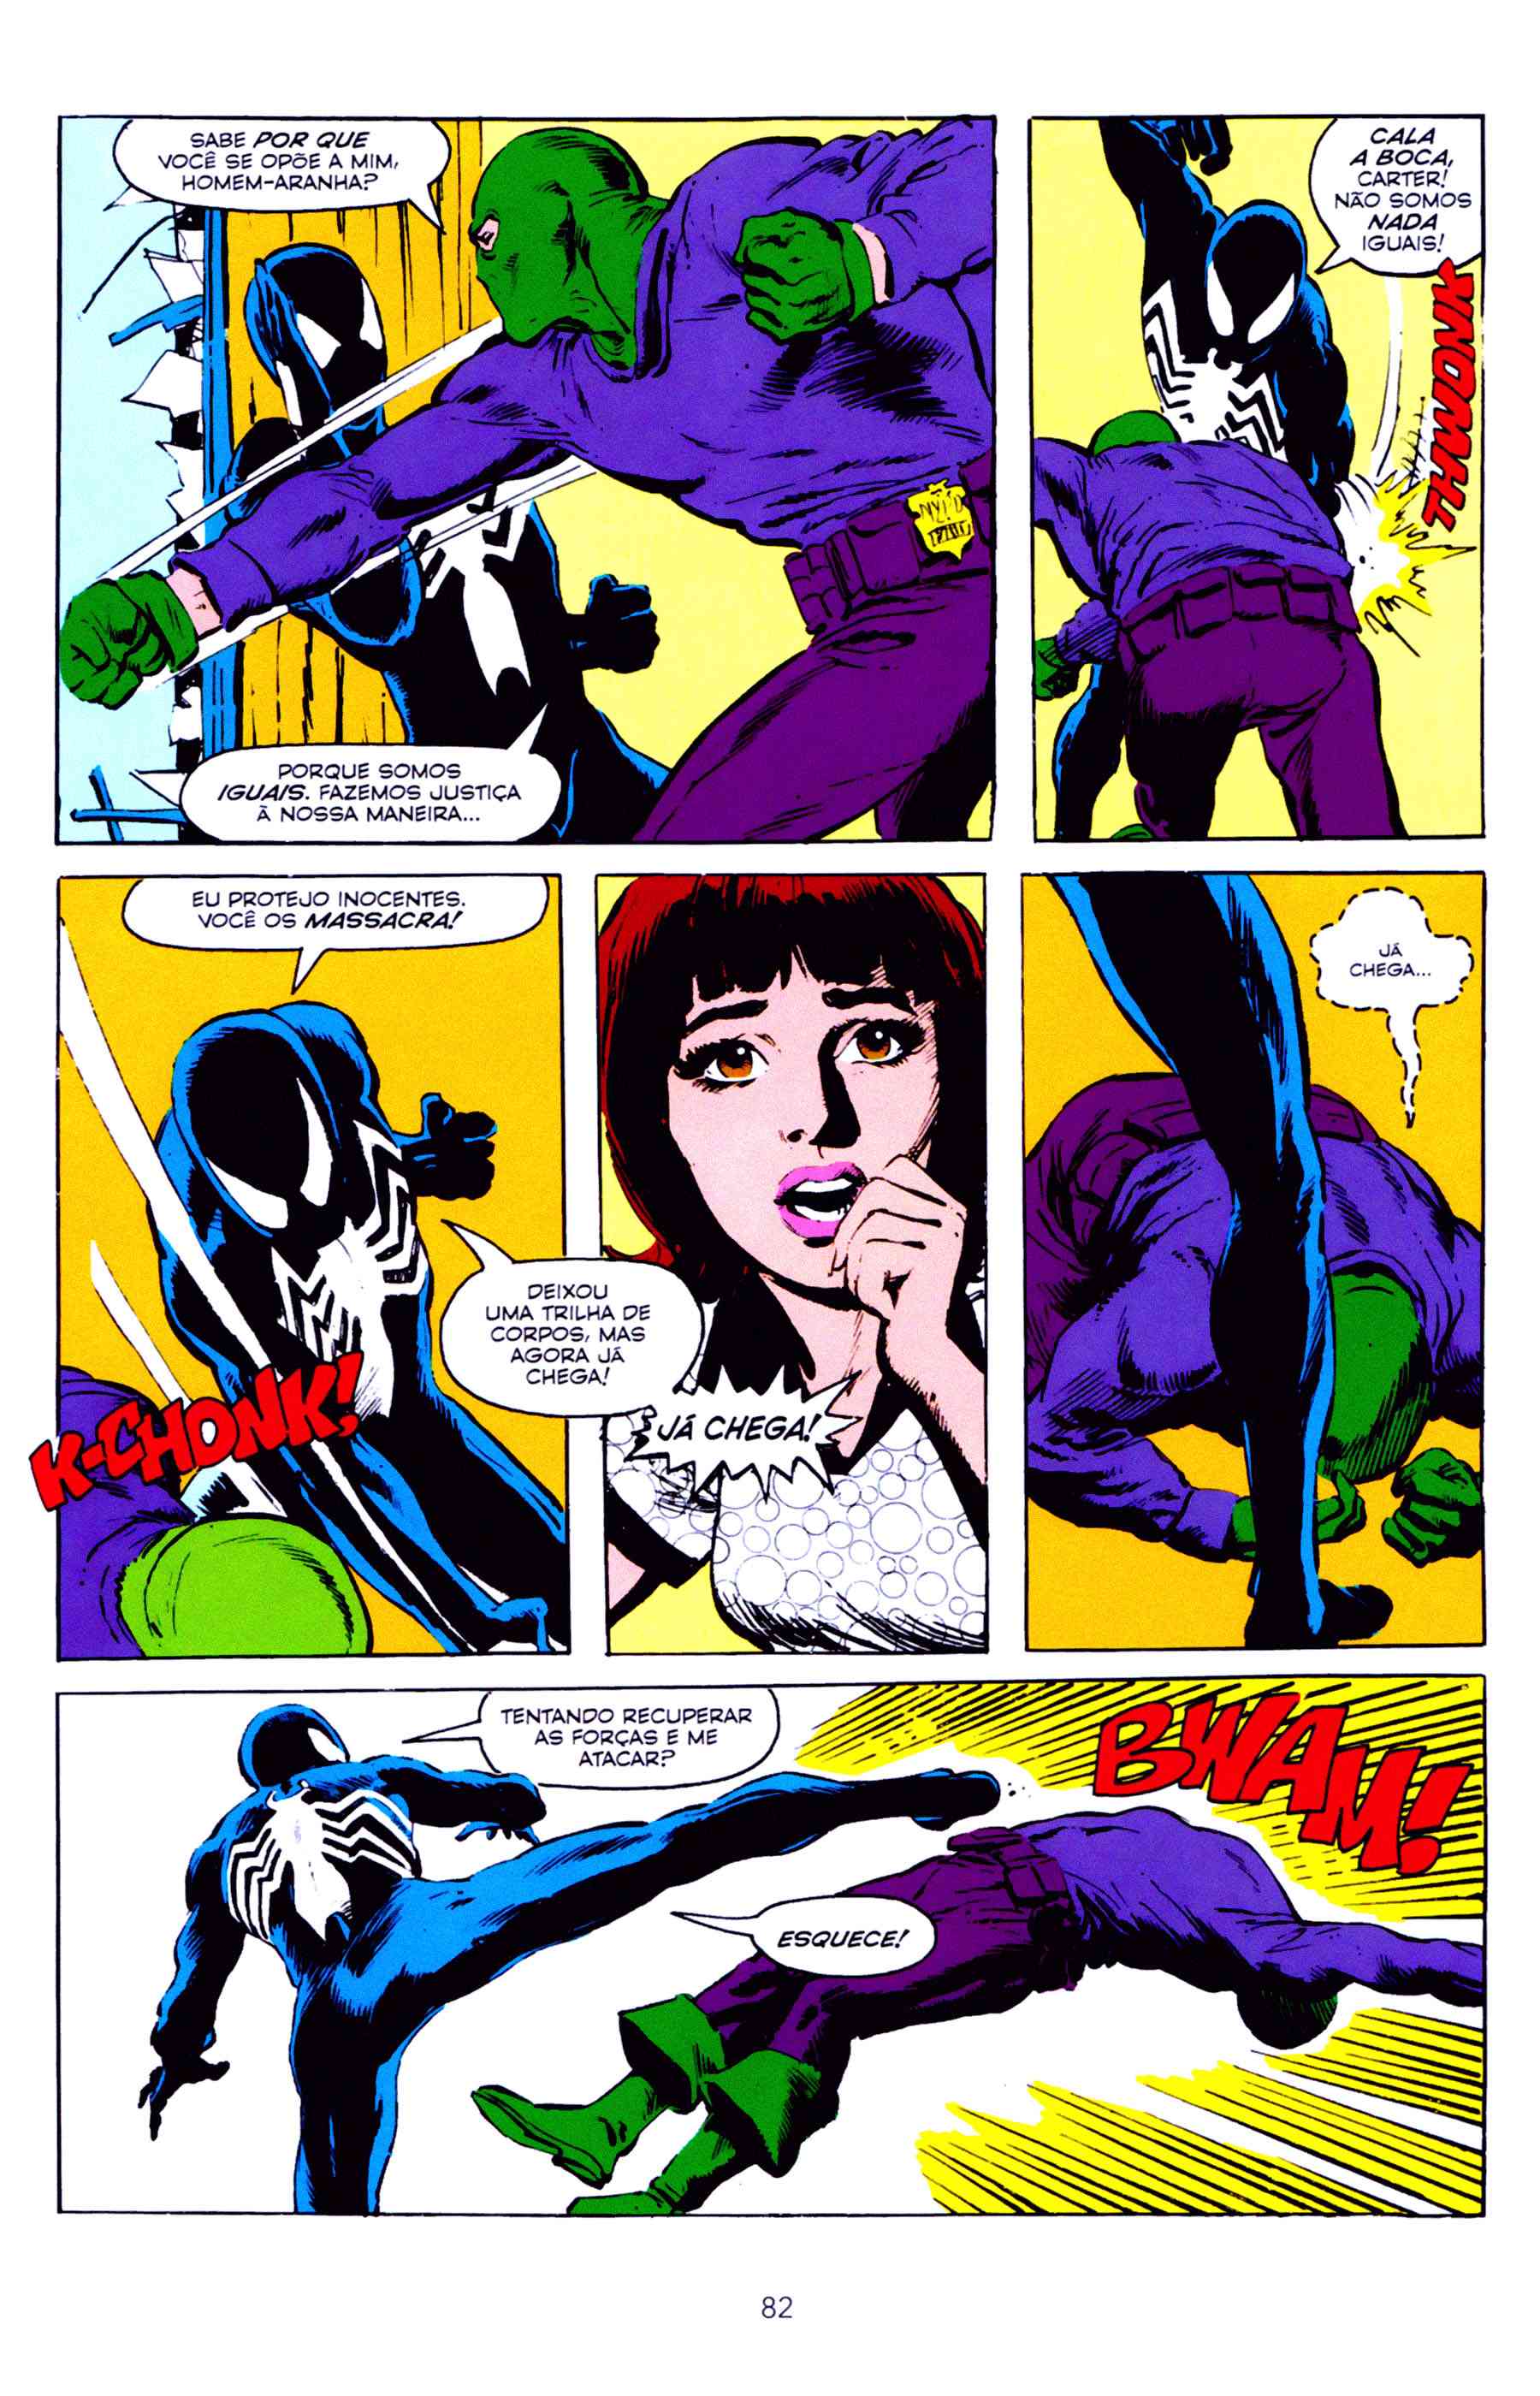 SABE POR QUE
VOCÊ SE OPÕE A MIM,
HOMEM-ARANHA?
PORQUE SOMOS
IGUAIS. FAZEMOS JUSTIÇA
À NOSSA MANEIRA...
CALA
A BOCA,
CARTER!
NÃO SOMOS
NADA
IGUAIS!
THWONK
EU PROTEJO INOCENTES.
VOCÊ OS MASSACRA!
DEIXOU
UMA TRILHA DE
CORPOS, MAS
AGORA JÁ
CHEGA!
K-CHONK!
JÁ CHEGA!
JÁ
CHEGA...
TENTANDO RECUPERAR
AS FORÇAS E ME
ATACAR?
BWAM!
ESQUECE!
82